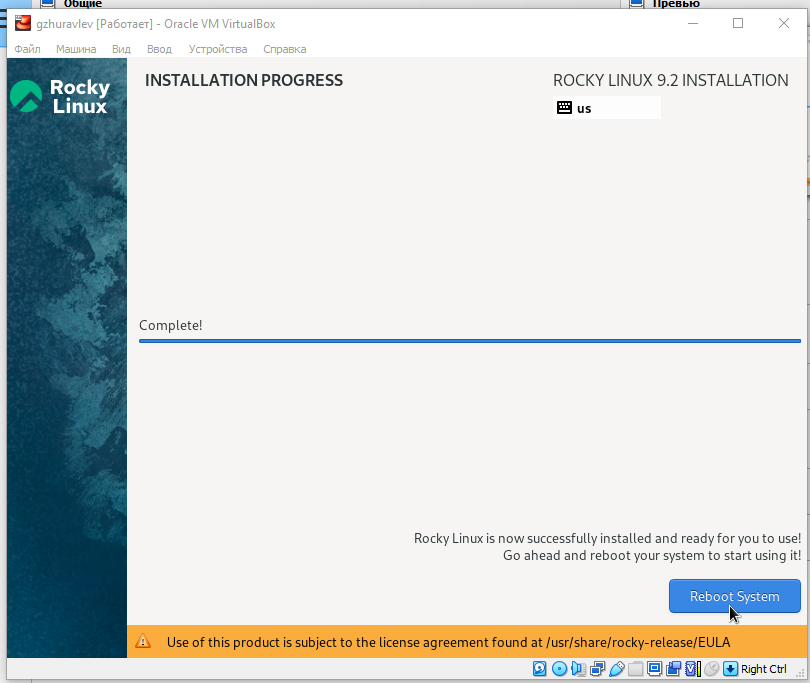 Общие
Превью
gzhuravlev [Работает] - Oracle VM VirtualBox
Файл Машина Вид Ввод Устройства Справка
Rocky
Linux
INSTALLATION PROGRESS
ROCKY LINUX 9.2 INSTALLATION
us
Complete!
Rocky Linux is now successfully installed and ready for you to use!
Go ahead and reboot your system to start using it!
Reboot System
Use of this product is subject to the license agreement found at /usr/share/rocky-release/EULA
Right Ctrl